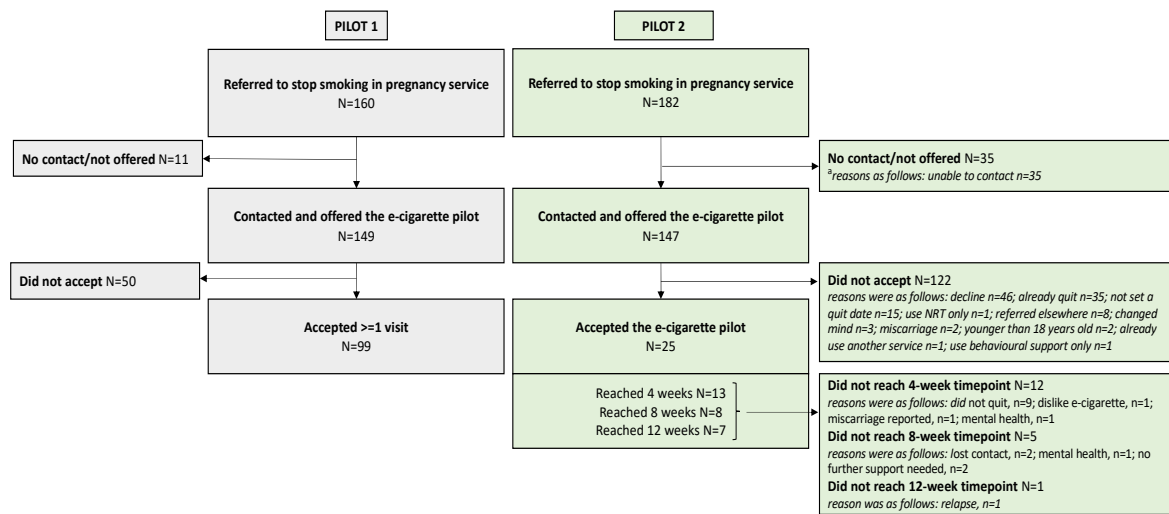 PILOT 1
PILOT 2
Referred to stop smoking in pregnancy service
N=160
Referred to stop smoking in pregnancy service
N=182
No contact/not offered N=11
No contact/not offered N=35
ᵃreasons as follows: unable to contact n=35
Contacted and offered the e-cigarette pilot
N=149
Contacted and offered the e-cigarette pilot
N=147
Did not accept N=50
Did not accept N=122
reasons were as follows: decline n=46; already quit n=35; not set a
quit date n=15; use NRT only n=1; referred elsewhere n=8; changed
mind n=3; miscarriage n=2; younger than 18 years old n=2; already
use another service n=1; use behavioural support only n=1
Accepted >=1 visit
N=99
Accepted the e-cigarette pilot
N=25
Reached 4 weeks N=13
Reached 8 weeks N=8
Reached 12 weeks N=7
Did not reach 4-week timepoint N=12
reasons were as follows: did not quit, n=9; dislike e-cigarette, n=1;
miscarriage reported, n=1; mental health, n=1
Did not reach 8-week timepoint N=5
reasons were as follows: lost contact, n=2; mental health, n=1; no
further support needed, n=2
Did not reach 12-week timepoint N=1
reason was as follows: relapse, n=1